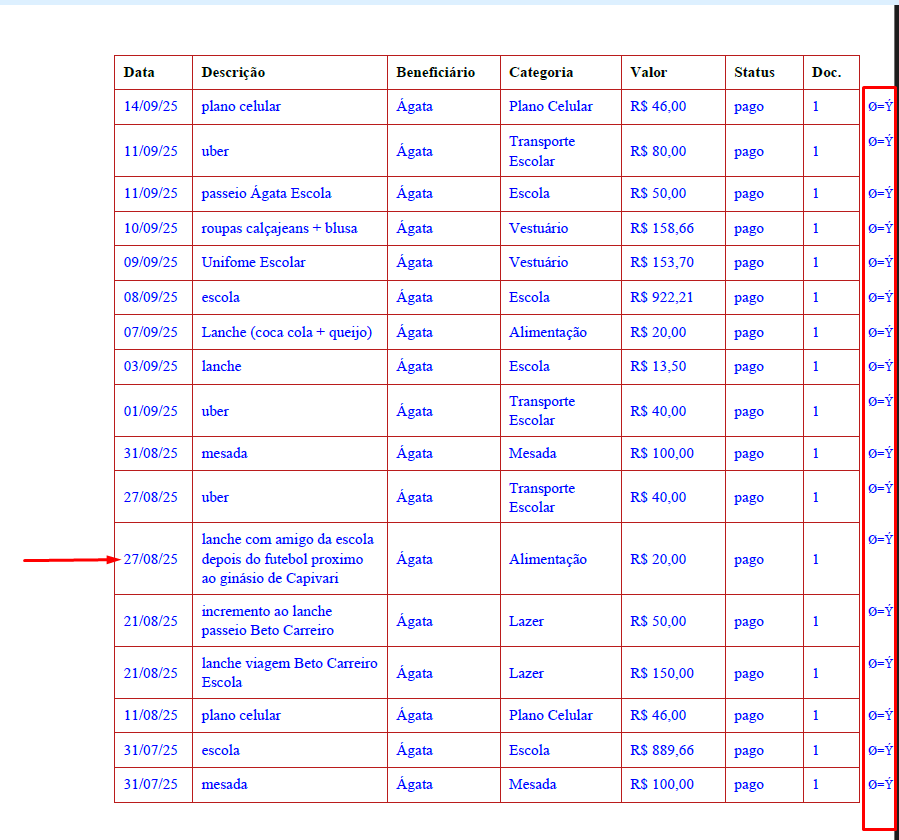 Data Descrição Beneficiário Categoria Valor Status Doc.
14/09/25 plano celular Ágata Plano Celular R$ 46,00 pago 1 Ø=Ý
11/09/25 uber Ágata Transporte Escolar R$ 80,00 pago 1 Ø=Ý
11/09/25 passeio Ágata Escola Ágata Escola R$ 50,00 pago 1 Ø=Ý
10/09/25 roupas calçajeans + blusa Ágata Vestuário R$ 158,66 pago 1 Ø=Ý
09/09/25 Unifome Escolar Ágata Vestuário R$ 153,70 pago 1 Ø=Ý
08/09/25 escola Ágata Escola R$ 922,21 pago 1 Ø=Ý
07/09/25 Lanche (coca cola + queijo) Ágata Alimentação R$ 20,00 pago 1 Ø=Ý
03/09/25 lanche Ágata Escola R$ 13,50 pago 1 Ø=Ý
01/09/25 uber Ágata Transporte Escolar R$ 40,00 pago 1 Ø=Ý
31/08/25 mesada Ágata Mesada R$ 100,00 pago 1 Ø=Ý
27/08/25 uber Ágata Transporte Escolar R$ 40,00 pago 1 Ø=Ý
27/08/25 lanche com amigo da escola depois do futebol proximo ao ginásio de Capivari Ágata Alimentação R$ 20,00 pago 1 Ø=Ý
21/08/25 incremento ao lanche passeio Beto Carreiro Ágata Lazer R$ 50,00 pago 1 Ø=Ý
21/08/25 lanche viagem Beto Carreiro Escola Ágata Lazer R$ 150,00 pago 1 Ø=Ý
11/08/25 plano celular Ágata Plano Celular R$ 46,00 pago 1 Ø=Ý
31/07/25 escola Ágata Escola R$ 889,66 pago 1 Ø=Ý
31/07/25 mesada Ágata Mesada R$ 100,00 pago 1 Ø=Ý